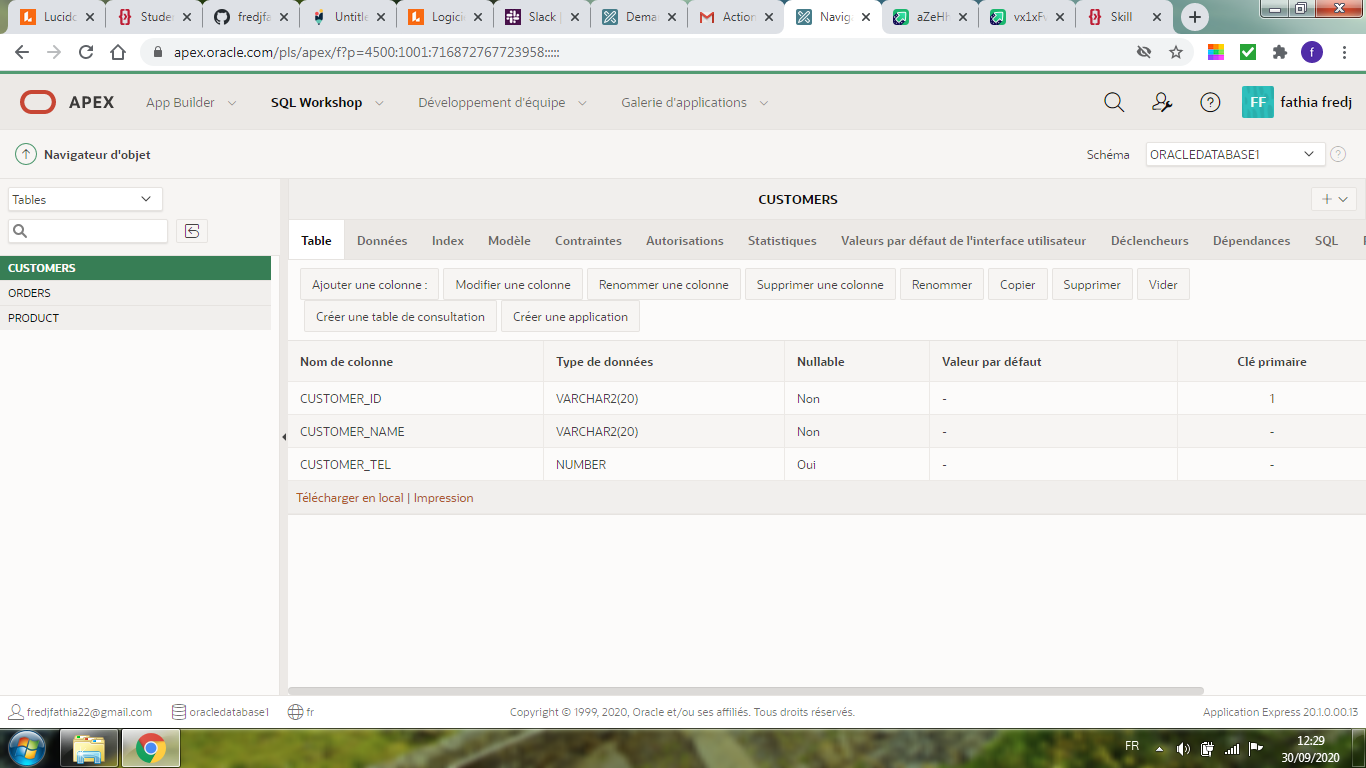 Lucidc
Studen
fredjfa
Untitle
Logicie
Slack |
Dema
Action
Navig
aZeHh
vx1xFv
Skill
apex.oracle.com/pls/apex/f?p=4500:1001:716872767723958:::::
f
APEX App Builder SQL Workshop Développement d'équipe Galerie d'applications FF fathia fredj
Navigateur d'objet Schéma ORACLEDATABASE1
Tables
CUSTOMERS
ORDERS
PRODUCT
CUSTOMERS
Table Données Index Modèle Contraintes Autorisations Statistiques Valeurs par défaut de l'interface utilisateur Déclencheurs Dépendances SQL
Ajouter une colonne : Modifier une colonne Renommer une colonne Supprimer une colonne Renommer Copier Supprimer Vider
Créer une table de consultation Créer une application
Nom de colonne Type de données Nullable Valeur par défaut Clé primaire
CUSTOMER_ID VARCHAR2(20) Non - 1
CUSTOMER_NAME VARCHAR2(20) Non - -
CUSTOMER_TEL NUMBER Oui - -
Télécharger en local | Impression
fredjfathia22@gmail.com oracledatabase1 fr Copyright © 1999, 2020, Oracle et/ou ses affiliés. Tous droits réservés. Application Express 20.1.0.00.13
FR 12:29
30/09/2020